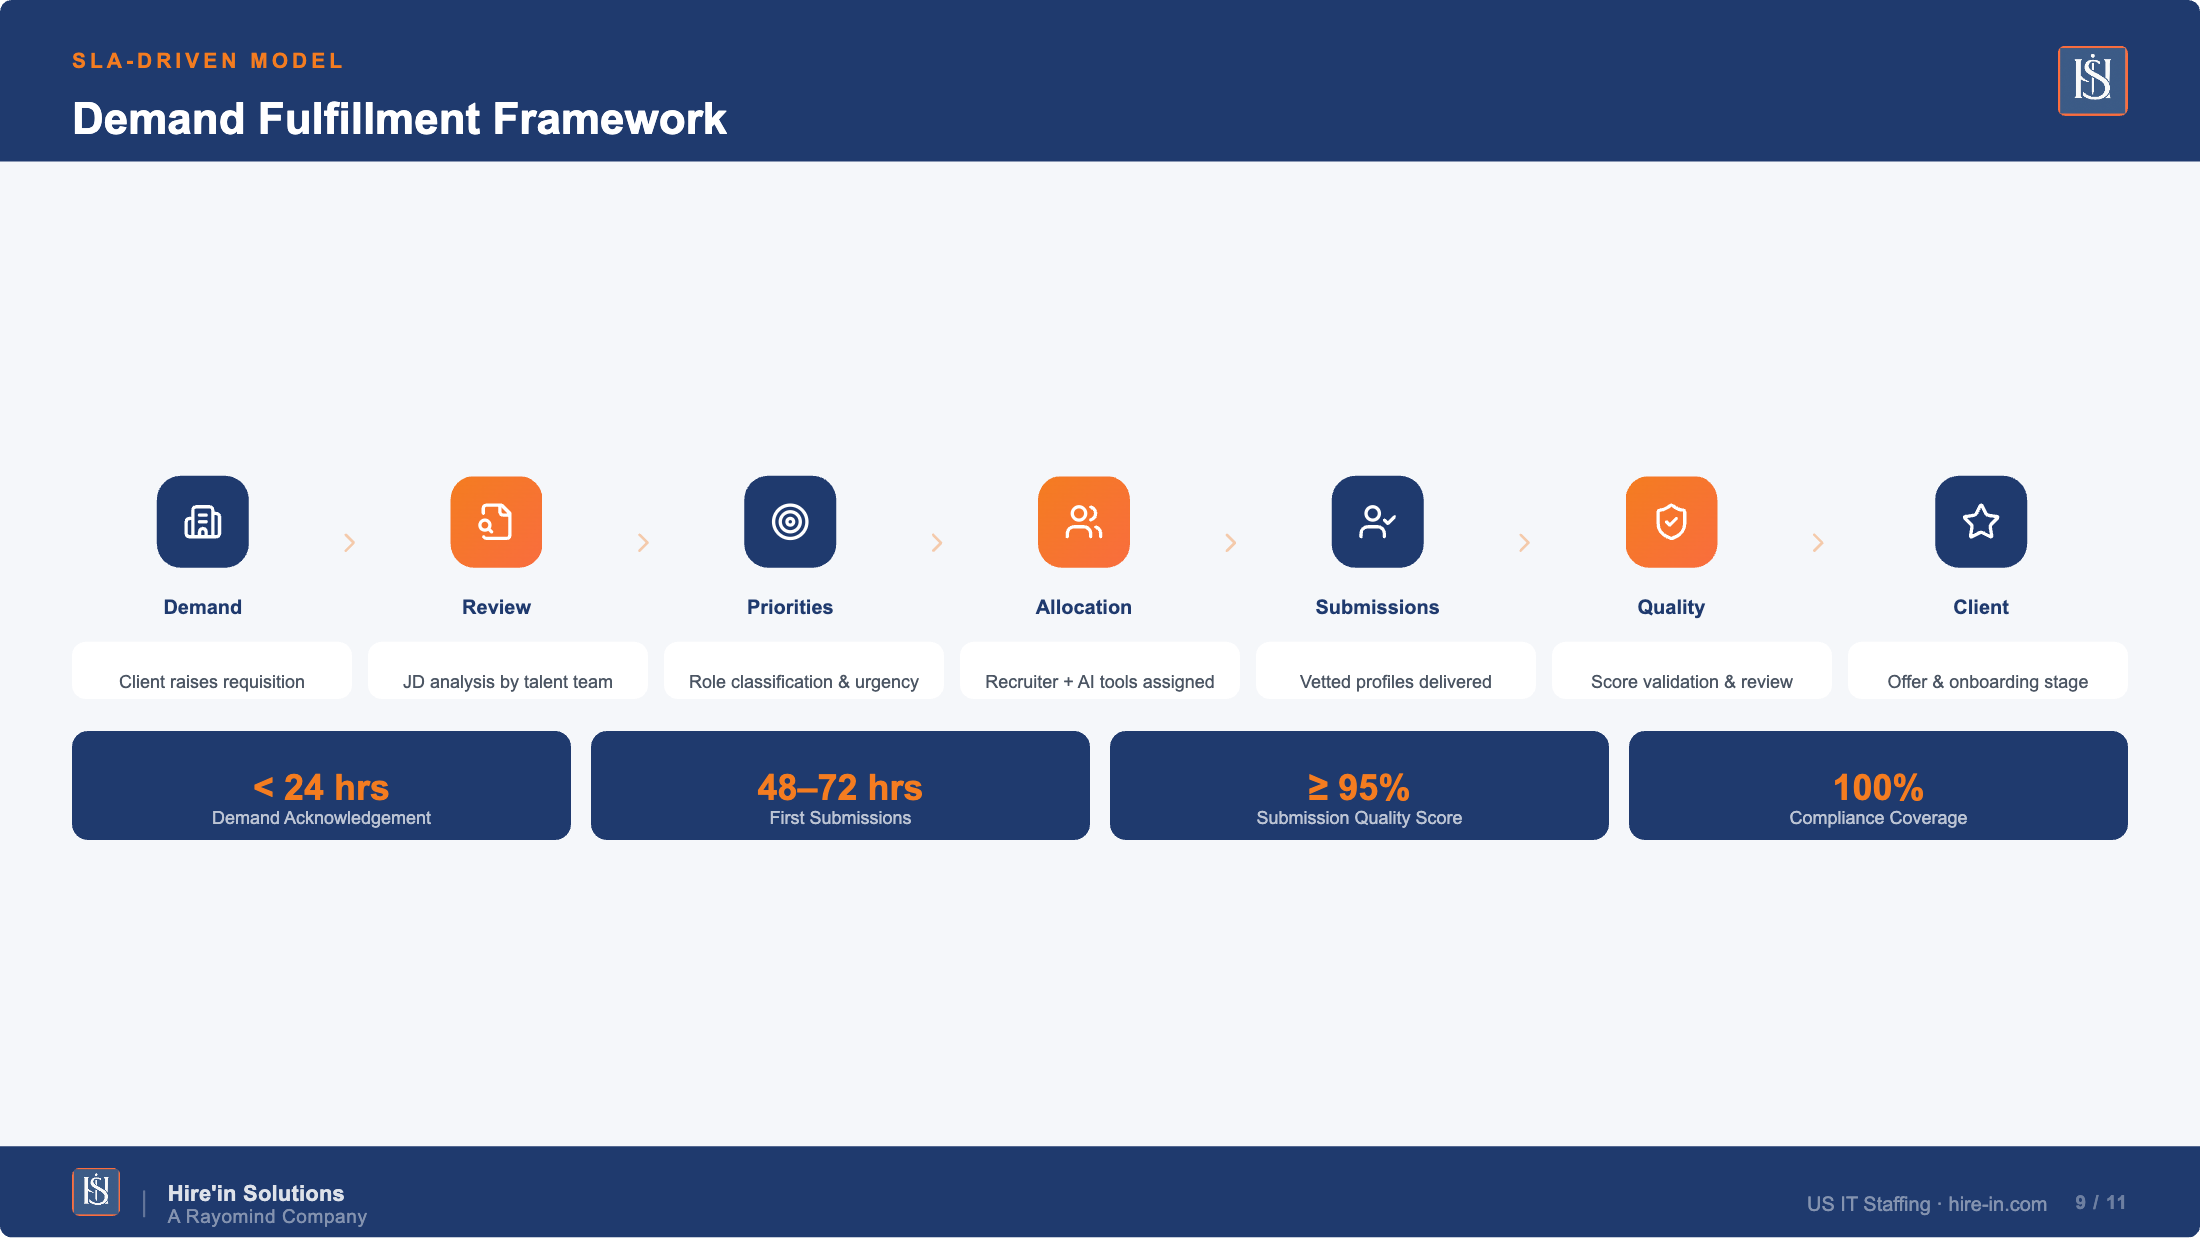 SLA-DRIVEN MODEL
Demand Fulfillment Framework
Demand
Review
Priorities
Allocation
Submissions
Quality
Client
Client raises requisition
JD analysis by talent team
Role classification & urgency
Recruiter + AI tools assigned
Vetted profiles delivered
Score validation & review
Offer & onboarding stage
< 24 hrs
Demand Acknowledgement
48–72 hrs
First Submissions
≥ 95%
Submission Quality Score
100%
Compliance Coverage
Hire'in Solutions
A Rayomind Company
US IT Staffing · hire-in.com
9 / 11